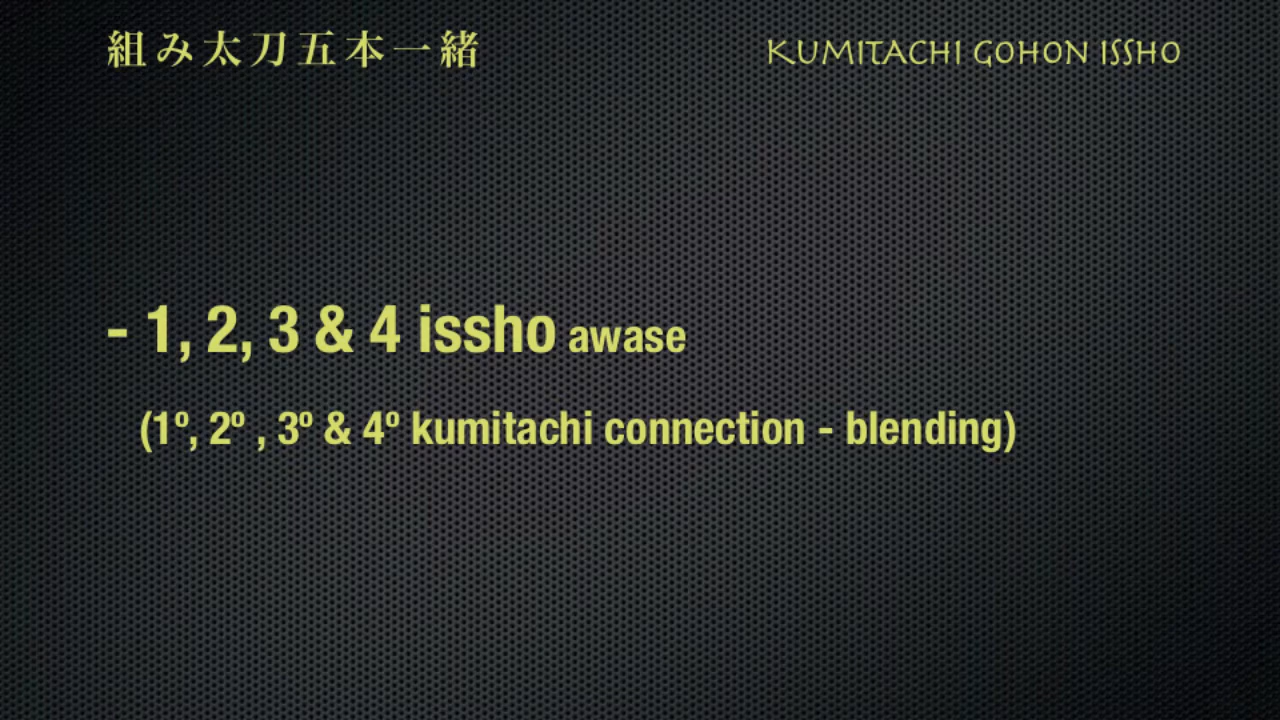 組み太刀五本一緒
KUMITACHI GOHON ISSHO
- 1, 2, 3 & 4 issho awase
(1º, 2º , 3º & 4º kumitachi connection - blending)